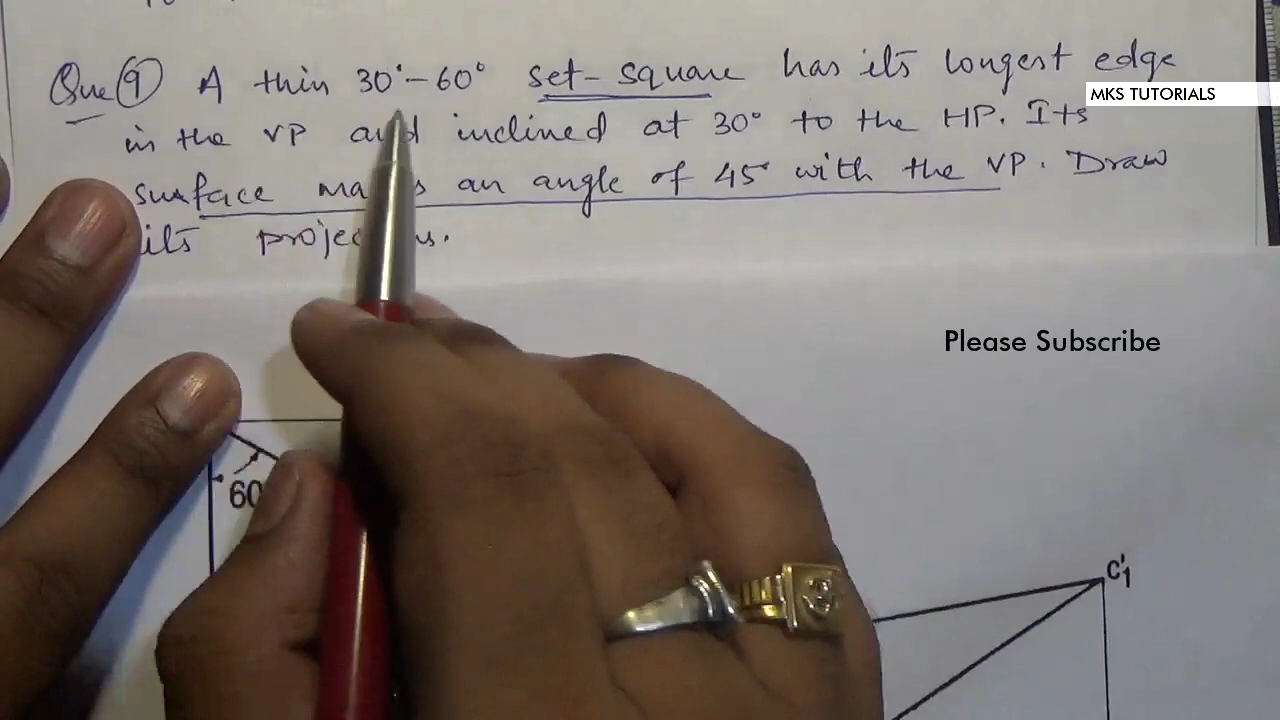 Que 9 A thin 30°-60° set-square has its longest edge
MKS TUTORIALS
in the VP and inclined at 30° to the HP. Its
surface makes an angle of 45° with the VP. Draw
its projections.
Please Subscribe
60
C'1